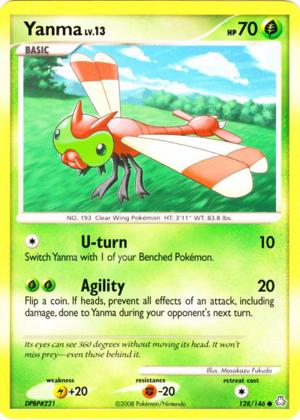 Yanma LV.13 HP 70
BASIC
NO. 193 Clear Wing Pokémon HT: 3'11" WT: 83.8 lbs.
U-turn 10
Switch Yanma with 1 of your Benched Pokémon.
Agility 20
Flip a coin. If heads, prevent all effects of an attack, including
damage, done to Yanma during your opponent's next turn.
Illus. Masakazu Fukuda
Its eyes can see 360 degrees without moving its head. It won't
miss prey—even those behind it.
weakness resistance retreat cost
+20 -20
DPBP#221 ©2008 Pokémon/Nintendo 128/146